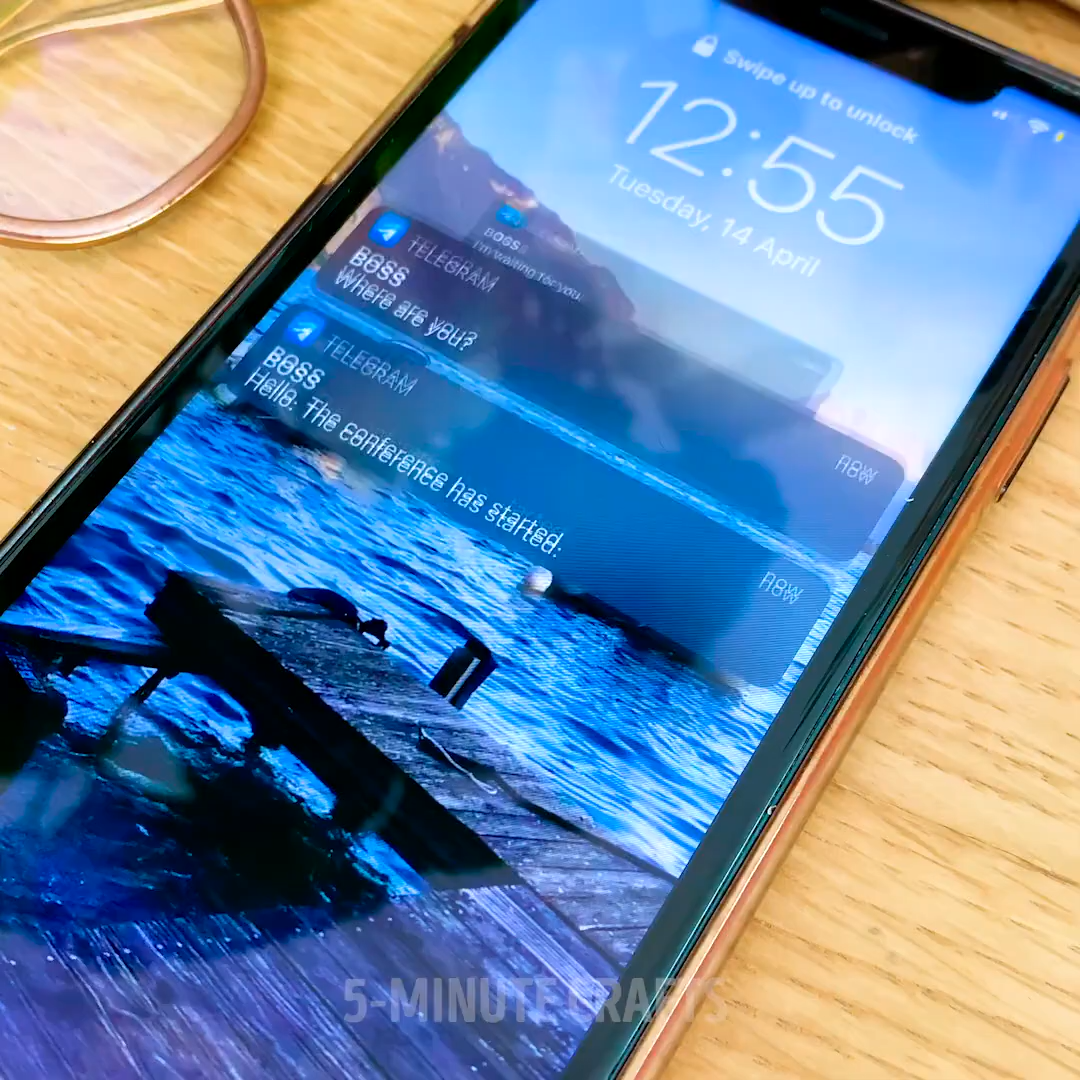 Swipe up to unlock
12:55
Tuesday, 14 April
BOSS
I'm waiting for you.
TELEGRAM
now
BOSS
Where are you?
TELEGRAM
now
BOSS
Hello. The conference has started.
5-MINUTE CRAFTS